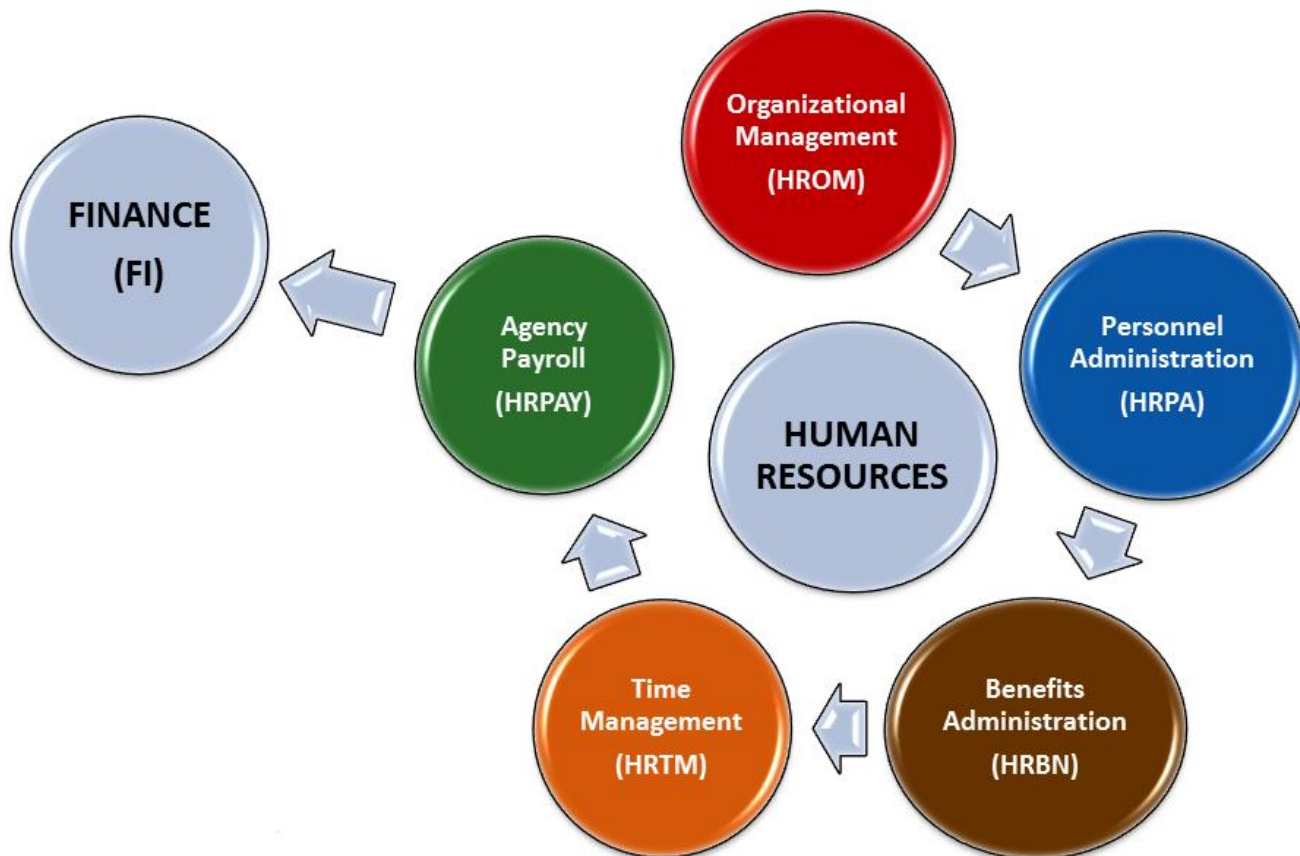 Organizational
Management
(HROM)
FINANCE
(FI)
Agency
Payroll
(HRPAY)
Personnel
Administration
(HRPA)
HUMAN
RESOURCES
Time
Management
(HRTM)
Benefits
Administration
(HRBN)